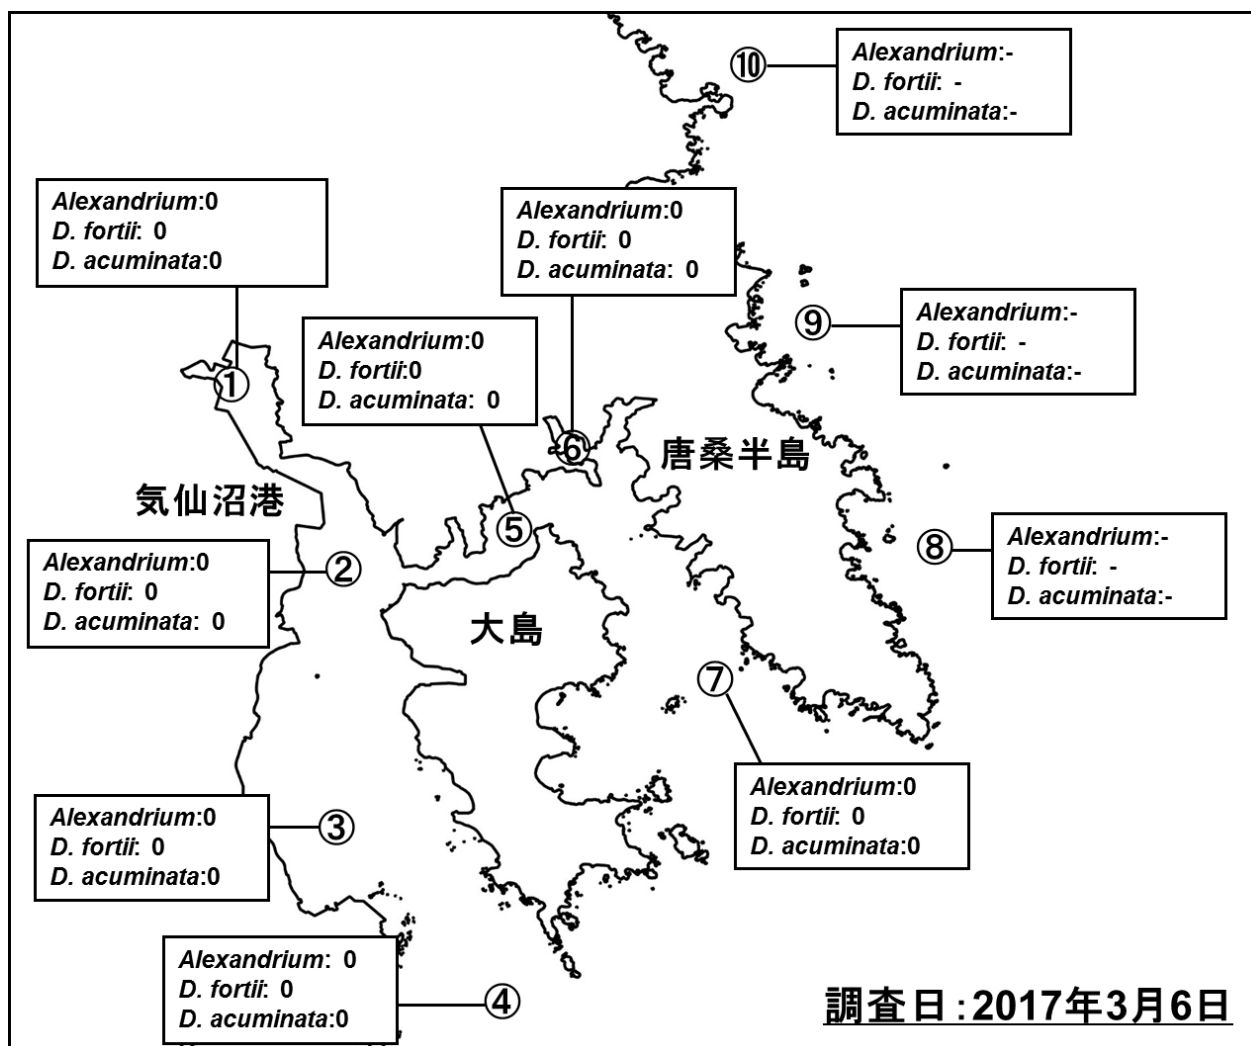 ⑩
Alexandrium:-
D. fortii: -
D. acuminata:-
Alexandrium:0
D. fortii: 0
D. acuminata:0
Alexandrium:0
D. fortii: 0
D. acuminata: 0
⑨
Alexandrium:-
D. fortii: -
D. acuminata:-
Alexandrium:0
D. fortii:0
D. acuminata: 0
①
⑥
唐桑半島
気仙沼港
⑤
⑧
Alexandrium:-
D. fortii: -
D. acuminata:-
Alexandrium:0
D. fortii: 0
D. acuminata: 0
②
大島
⑦
Alexandrium:0
D. fortii: 0
D. acuminata:0
Alexandrium:0
D. fortii: 0
D. acuminata:0
③
Alexandrium: 0
D. fortii: 0
D. acuminata:0
④
調査日:2017年3月6日